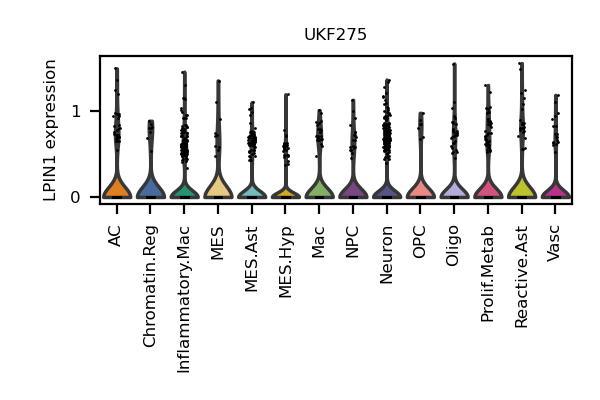 UKF275
LPIN1 expression
1
0
AC
Chromatin.Reg
Inflammatory.Mac
MES
MES.Ast
MES.Hyp
Mac
NPC
Neuron
OPC
Oligo
Prolif.Metab
Reactive.Ast
Vasc